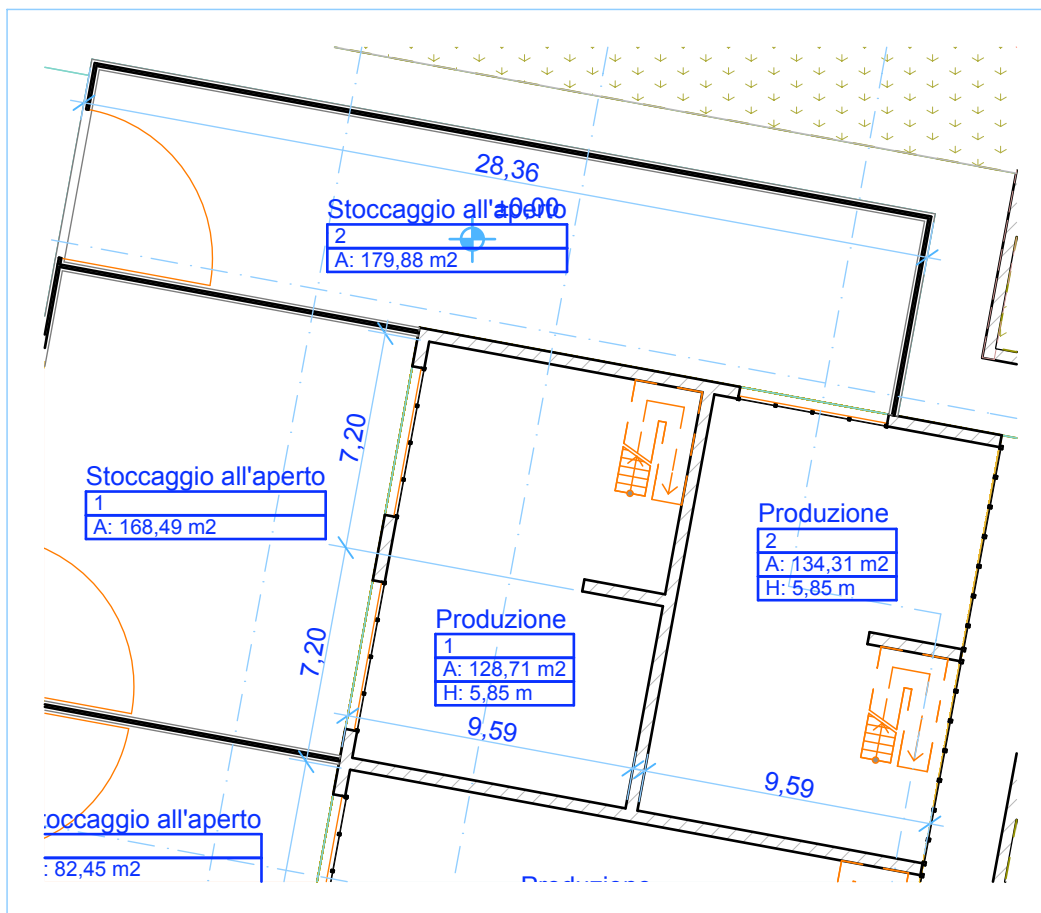 28,36
±0,00
Stoccaggio all'aperto
2
A: 179,88 m2
7,20
Stoccaggio all'aperto
1
A: 168,49 m2
Produzione
2
A: 134,31 m2
H: 5,85 m
Produzione
1
A: 128,71 m2
H: 5,85 m
7,20
9,59
9,59
toccaggio all'aperto
: 82,45 m2
Produzione